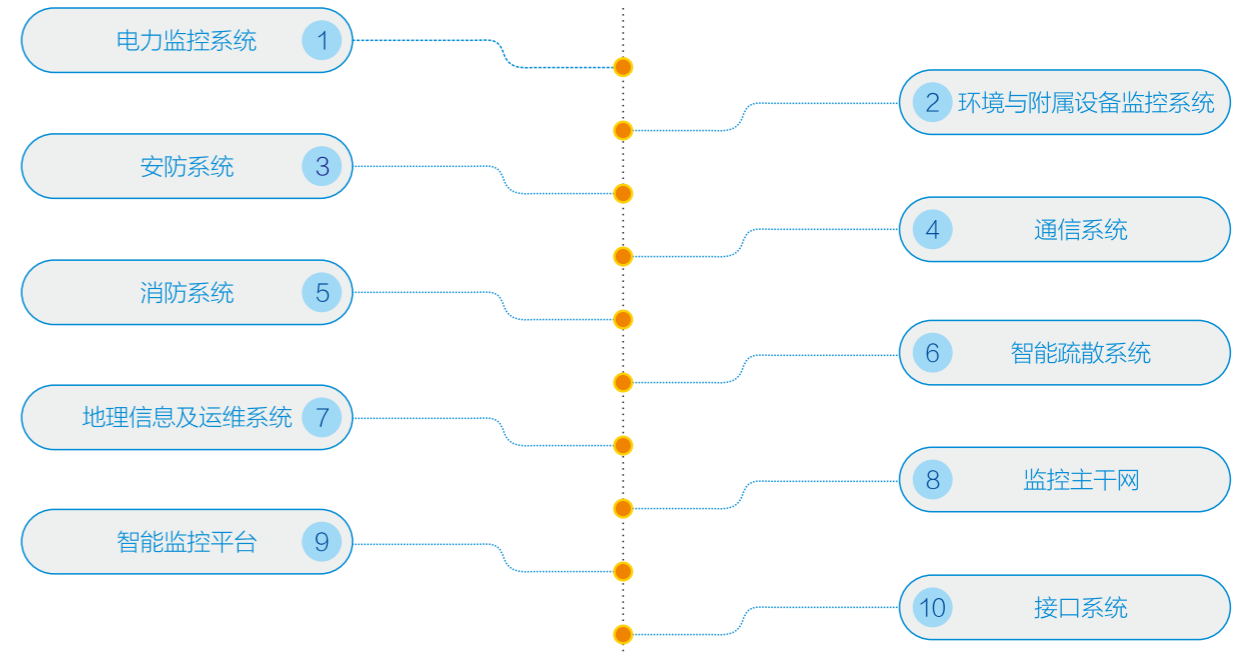 电力监控系统 1
2 环境与附属设备监控系统
安防系统 3
4 通信系统
消防系统 5
6 智能疏散系统
地理信息及运维系统 7
8 监控主干网
智能监控平台 9
10 接口系统